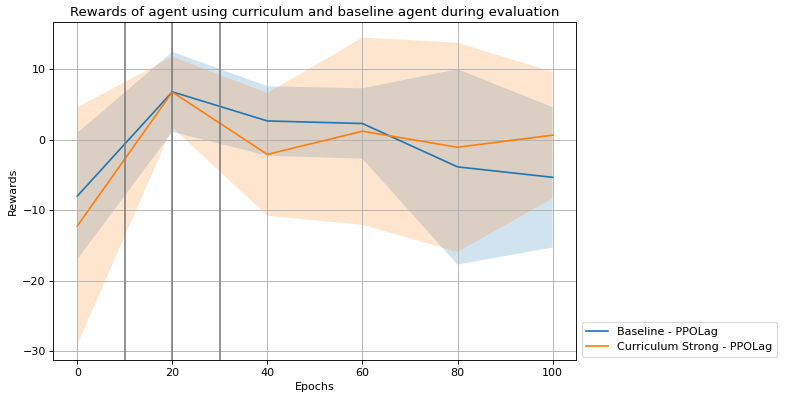 Rewards of agent using curriculum and baseline agent during evaluation
10
0
−10
−20
−30
Rewards
0 20 40 60 80 100
Epochs
Baseline - PPOLag
Curriculum Strong - PPOLag